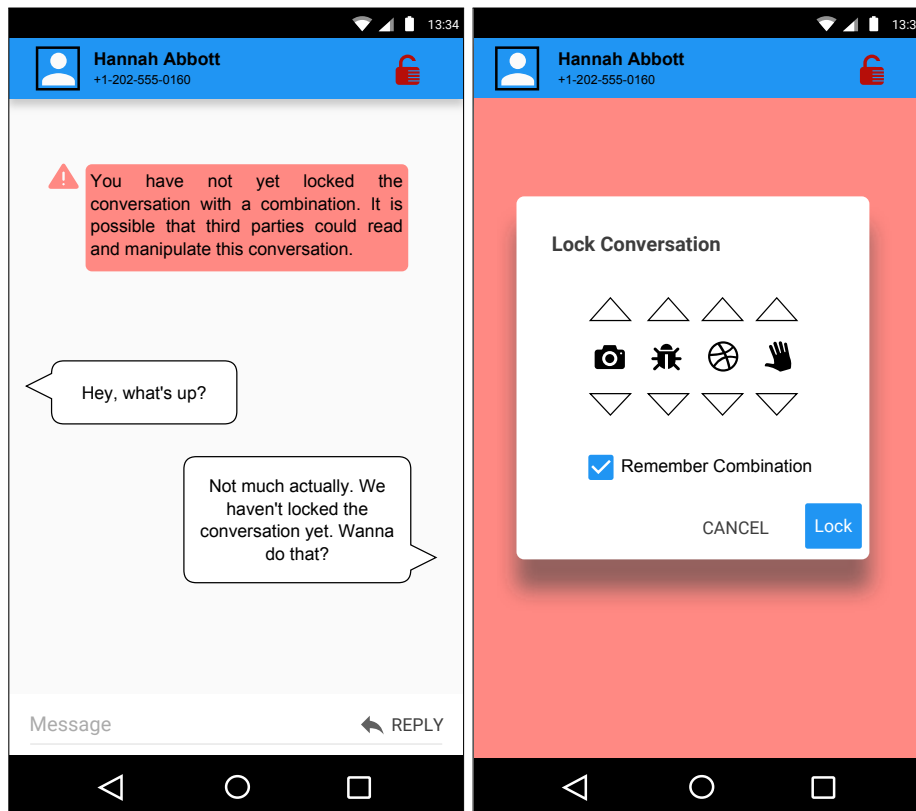 13:34
Hannah Abbott
+1-202-555-0160
You have not yet locked the
conversation with a combination. It is
possible that third parties could read
and manipulate this conversation.
Hey, what's up?
Not much actually. We
haven't locked the
conversation yet. Wanna
do that?
Message
REPLY
13:3
Hannah Abbott
+1-202-555-0160
Lock Conversation
Remember Combination
CANCEL
Lock